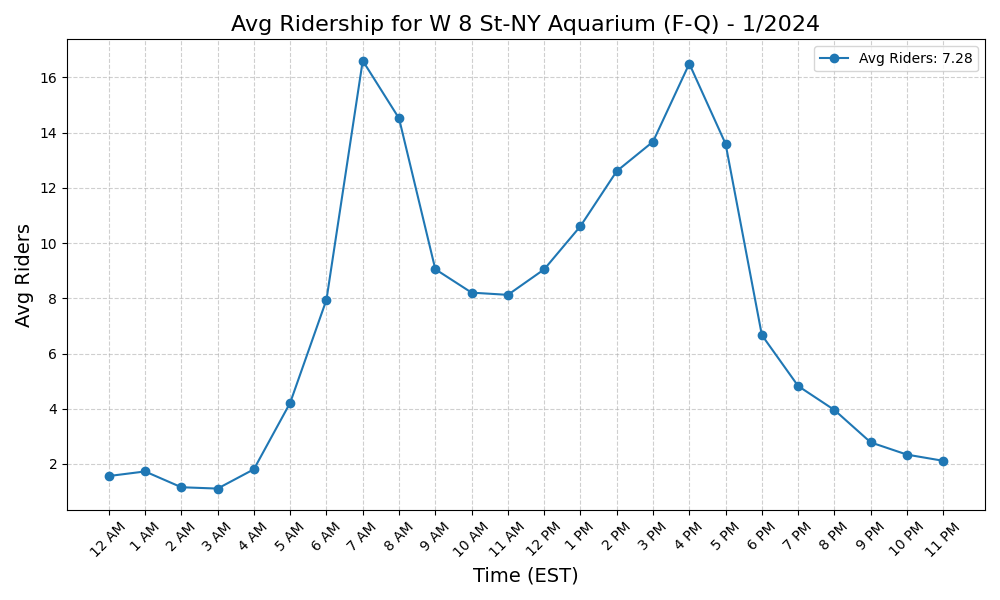 Avg Ridership for W 8 St-NY Aquarium (F-Q) - 1/2024
Avg Riders: 7.28
Avg Riders
16
14
12
10
8
6
4
2
12 AM
1 AM
2 AM
3 AM
4 AM
5 AM
6 AM
7 AM
8 AM
9 AM
10 AM
11 AM
12 PM
1 PM
2 PM
3 PM
4 PM
5 PM
6 PM
7 PM
8 PM
9 PM
10 PM
11 PM
Time (EST)